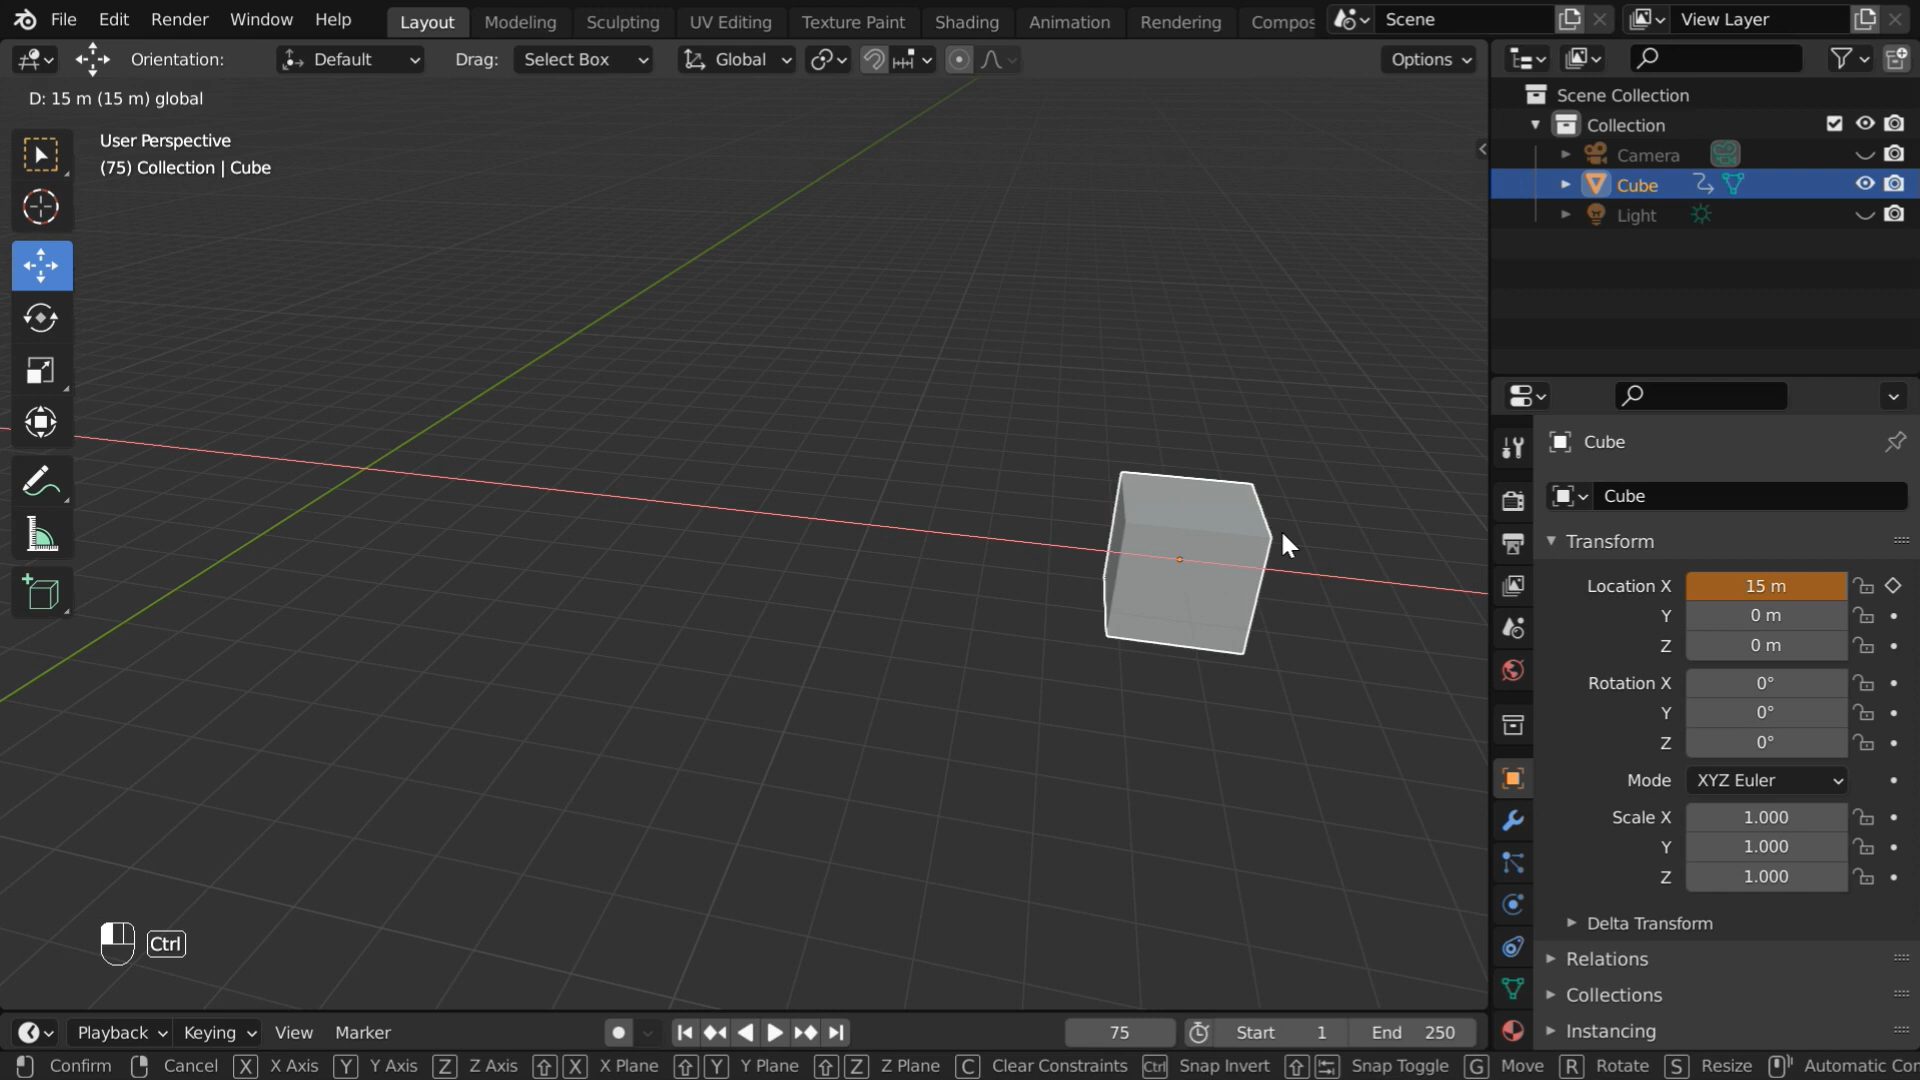 File Edit Render Window Help Layout Modeling Sculpting UV Editing Texture Paint Shading Animation Rendering Compos Scene View Layer
Orientation: Default Drag: Select Box Global Options
D: 15 m (15 m) global
User Perspective
(75) Collection | Cube
Scene Collection
Collection
Camera
Cube
Light
Cube
Cube
Transform
Location X 15 m
Y 0 m
Z 0 m
Rotation X 0°
Y 0°
Z 0°
Mode XYZ Euler
Scale X 1.000
Y 1.000
Z 1.000
Delta Transform
Relations
Collections
Instancing
Ctrl
Playback Keying View Marker 75 Start 1 End 250
Confirm Cancel X X Axis Y Y Axis Z Z Axis X X Plane Y Y Plane Z Z Plane C Clear Constraints Ctrl Snap Invert Snap Toggle G Move R Rotate S Resize Automatic Cor